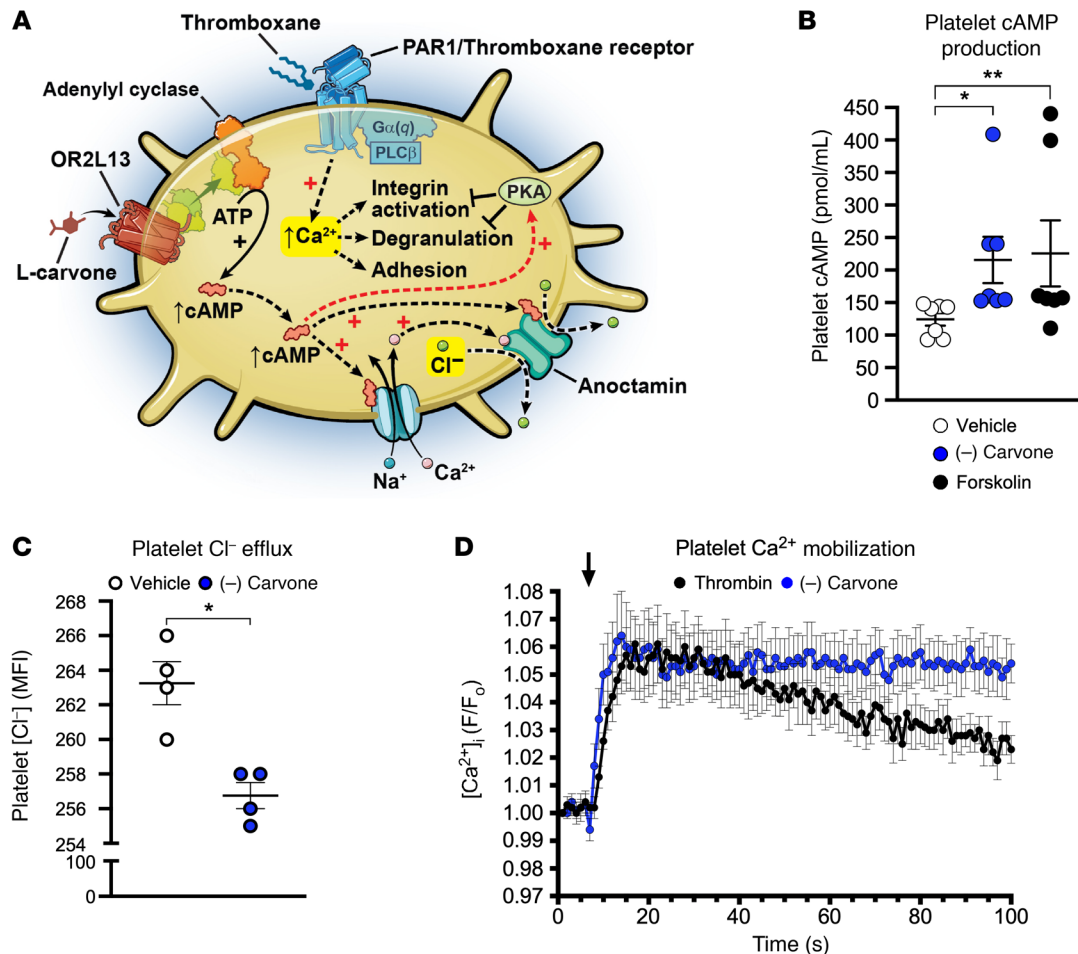 A
Thromboxane
PAR1/Thromboxane receptor
Adenylyl cyclase
Gα(q)
PLCβ
OR2L13
ATP
+
+
Integrin
activation
PKA
↑Ca²⁺
Degranulation
+
L-carvone
Adhesion
↑cAMP
+
+
+
↑cAMP
Cl⁻
Anoctamin
Na⁺
Ca²⁺
B
Platelet cAMP
production
**
*
Platelet cAMP (pmol/mL)
450
400
350
300
250
200
150
100
50
0
Vehicle
(–) Carvone
Forskolin
C
Platelet Cl⁻ efflux
Vehicle
(–) Carvone
*
Platelet [Cl⁻] (MFI)
268
266
264
262
260
258
256
254
100
0
D
Platelet Ca²⁺ mobilization
Thrombin
(–) Carvone
[Ca²⁺]ᵢ (F/Fₒ)
1.08
1.07
1.06
1.05
1.04
1.03
1.02
1.01
1.00
0.99
0.98
0.97
0
20
40
60
80
100
Time (s)